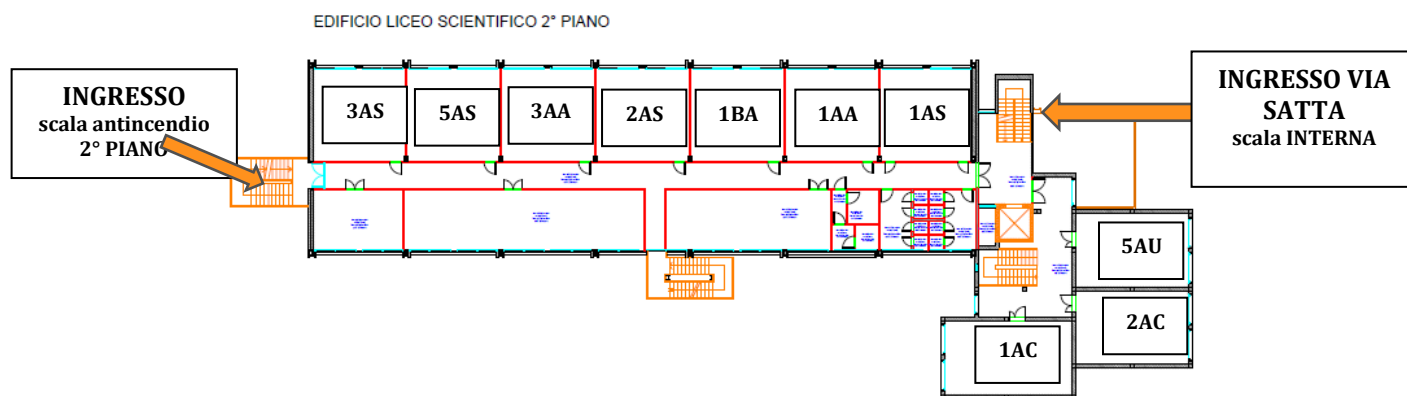 EDIFICIO LICEO SCIENTIFICO 2° PIANO
INGRESSO
scala antincendio
2° PIANO
INGRESSO VIA
SATTA
scala INTERNA
3AS
5AS
3AA
2AS
1BA
1AA
1AS
5AU
2AC
1AC